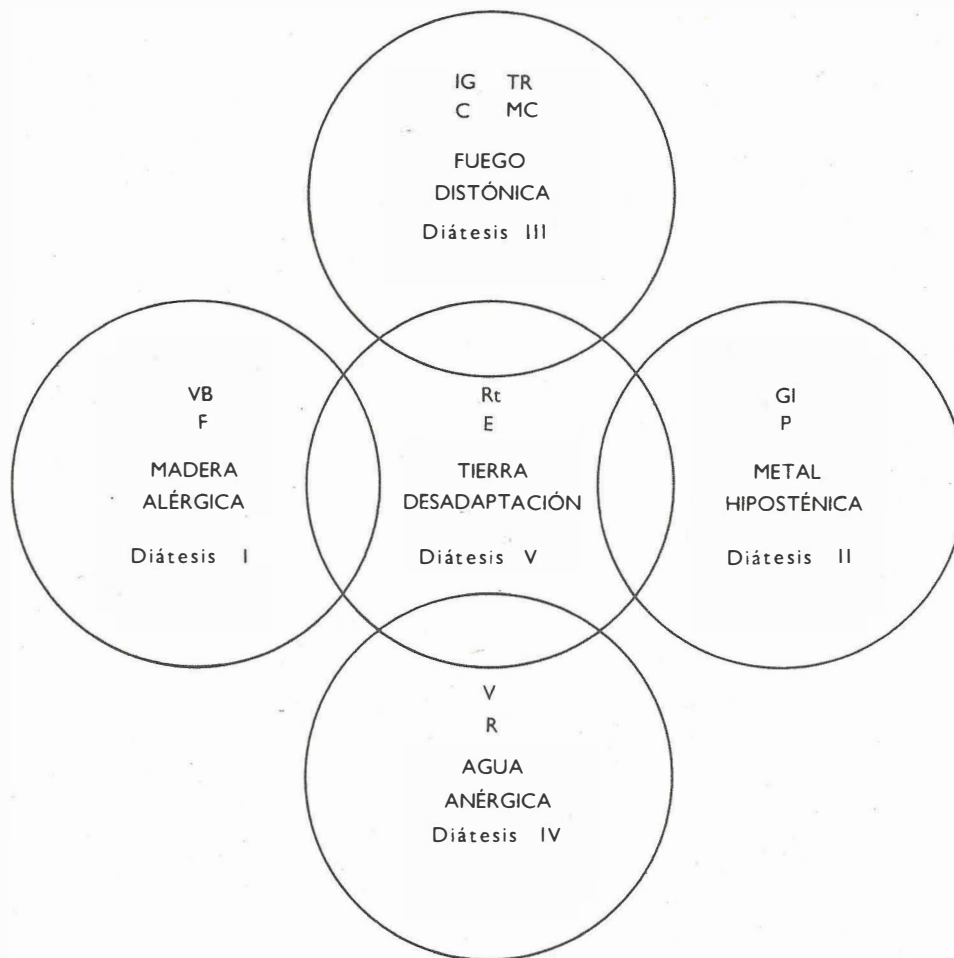 IG TR
C MC
FUEGO
DISTÓNICA
Diátesis III
VB
F
MADERA
ALÉRGICA
Diátesis I
Rt
E
TIERRA
DESADAPTACIÓN
Diátesis V
GI
P
METAL
HIPOSTÉNICA
Diátesis II
V
R
AGUA
ANÉRGICA
Diátesis IV